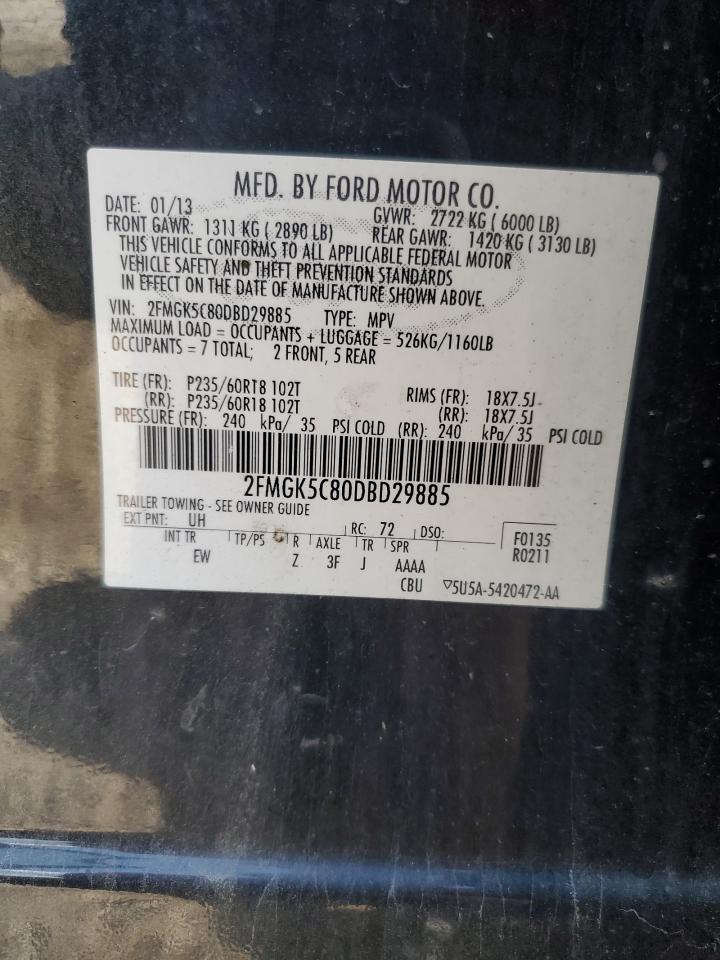 MFD. BY FORD MOTOR CO.
DATE: 01/13 GVWR: 2722 KG ( 6000 LB)
FRONT GAWR: 1311 KG ( 2890 LB) REAR GAWR: 1420 KG ( 3130 LB)
THIS VEHICLE CONFORMS TO ALL APPLICABLE FEDERAL MOTOR
VEHICLE SAFETY AND THEFT PREVENTION STANDARDS
IN EFFECT ON THE DATE OF MANUFACTURE SHOWN ABOVE.
VIN: 2FMGK5C80DBD29885 TYPE: MPV
MAXIMUM LOAD = OCCUPANTS + LUGGAGE = 526KG/1160LB
OCCUPANTS = 7 TOTAL; 2 FRONT, 5 REAR
TIRE (FR): P235/60R18 102T RIMS (FR): 18X7.5J
(RR): P235/60R18 102T (RR): 18X7.5J
PRESSURE (FR): 240 kPa/ 35 PSI COLD (RR): 240 kPa/ 35 PSI COLD
2FMGK5C80DBD29885
TRAILER TOWING - SEE OWNER GUIDE
EXT PNT: UH RC: 72 DSO: F0135
INT TR TP/PS R AXLE TR SPR R0211
EW Z 3F J AAAA
CBU ▽5U5A-5420472-AA